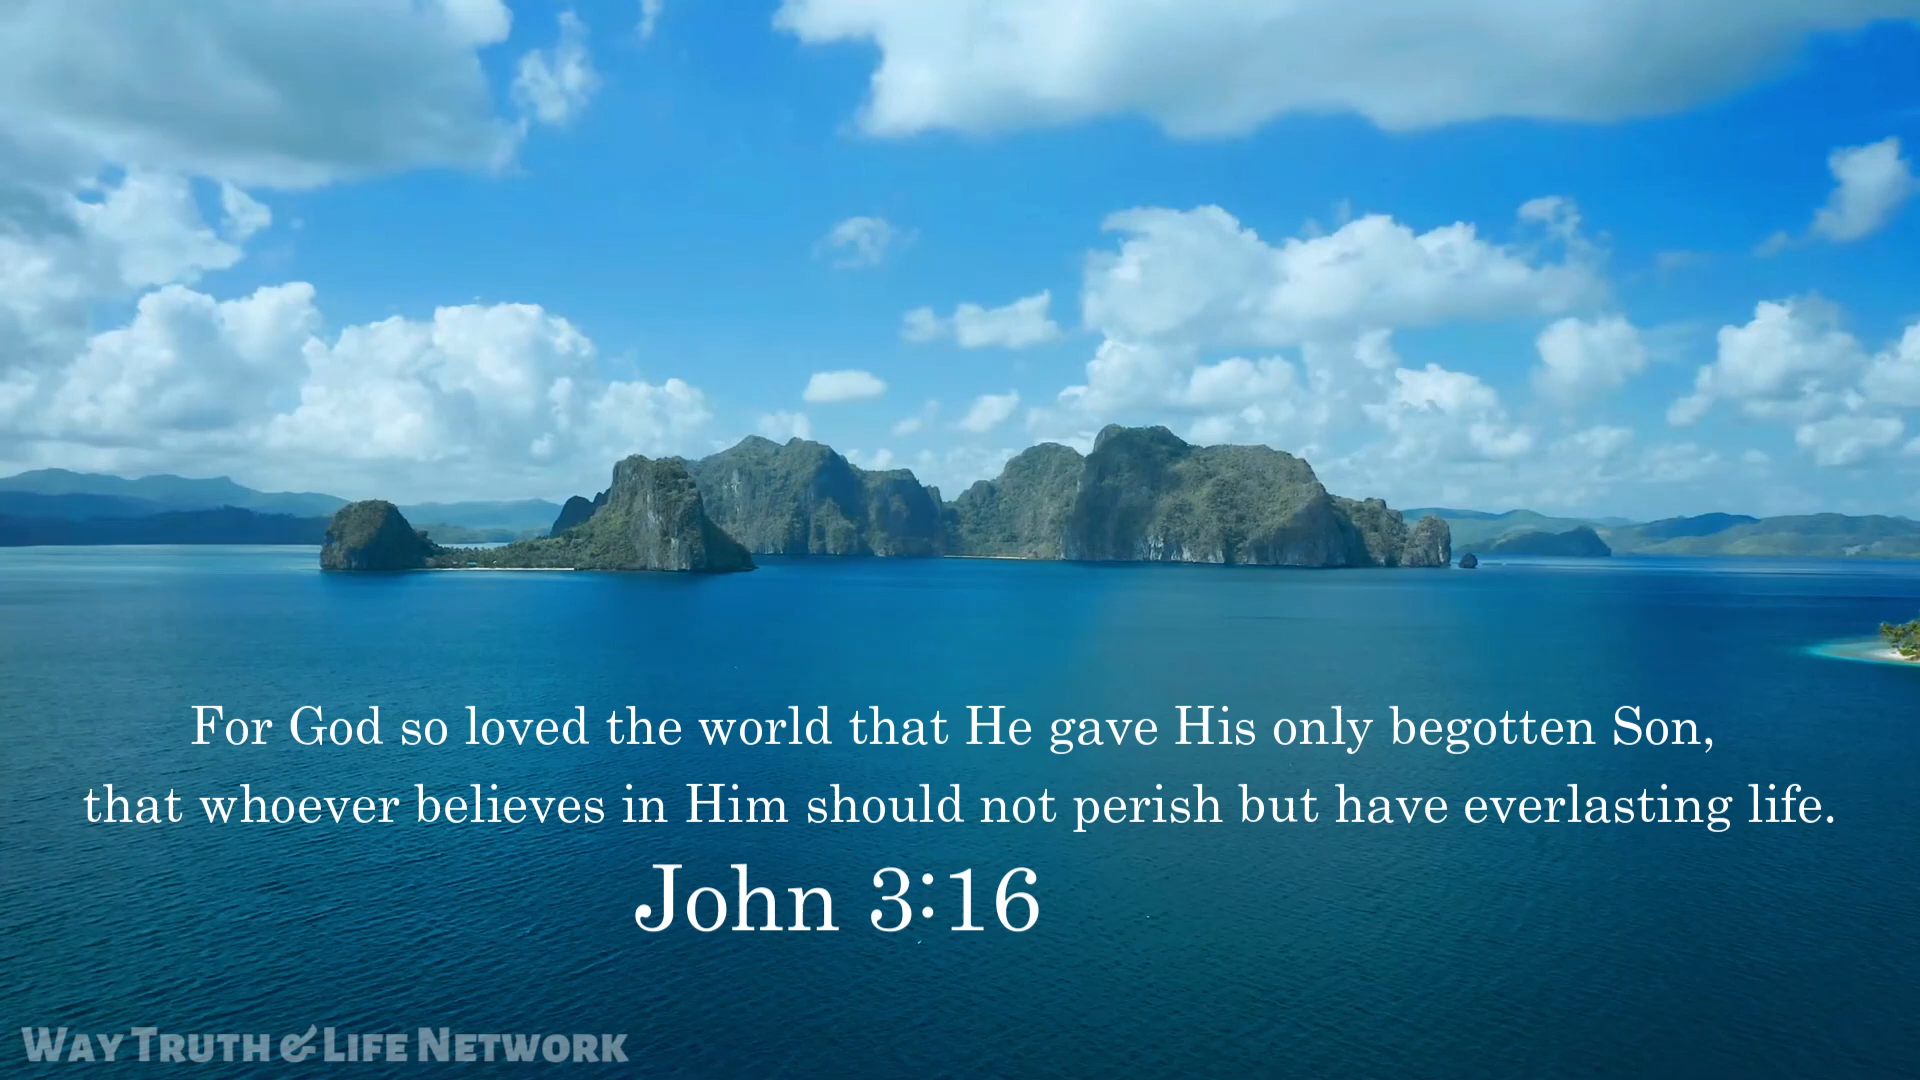 For God so loved the world that He gave His only begotten Son,
that whoever believes in Him should not perish but have everlasting life.
John 3:16
WAY TRUTH & LIFE NETWORK